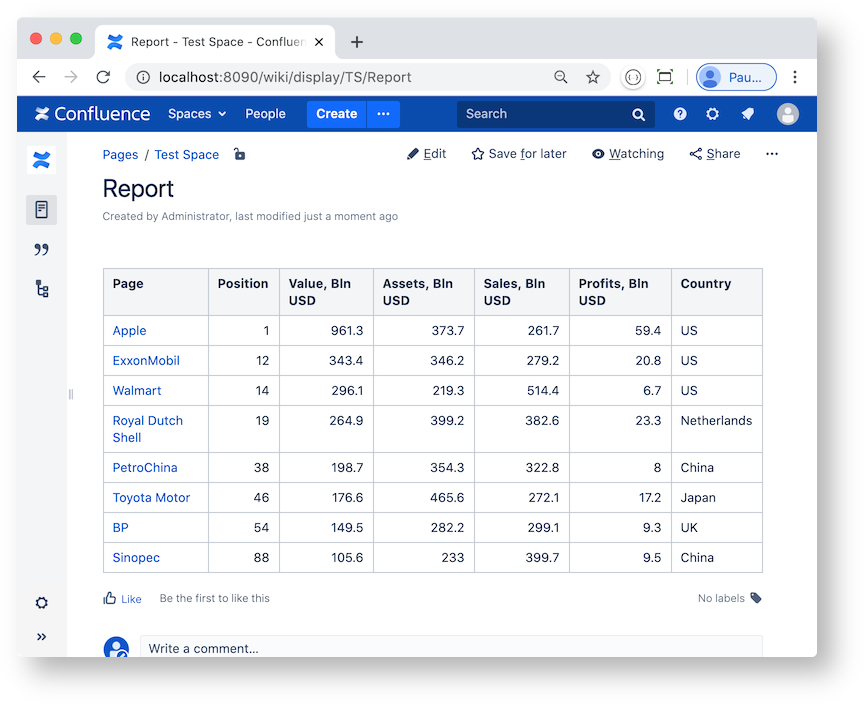 Report - Test Space - Confluen
localhost:8090/wiki/display/TS/Report
Pau...
Confluence Spaces People Create ··· Search
Pages / Test Space
Edit Save for later Watching Share ···
Report
Created by Administrator, last modified just a moment ago
Page Position Value, Bln USD Assets, Bln USD Sales, Bln USD Profits, Bln USD Country
Apple 1 961.3 373.7 261.7 59.4 US
ExxonMobil 12 343.4 346.2 279.2 20.8 US
Walmart 14 296.1 219.3 514.4 6.7 US
Royal Dutch Shell 19 264.9 399.2 382.6 23.3 Netherlands
PetroChina 38 198.7 354.3 322.8 8 China
Toyota Motor 46 176.6 465.6 272.1 17.2 Japan
BP 54 149.5 282.2 299.1 9.3 UK
Sinopec 88 105.6 233 399.7 9.5 China
Like Be the first to like this No labels
Write a comment...